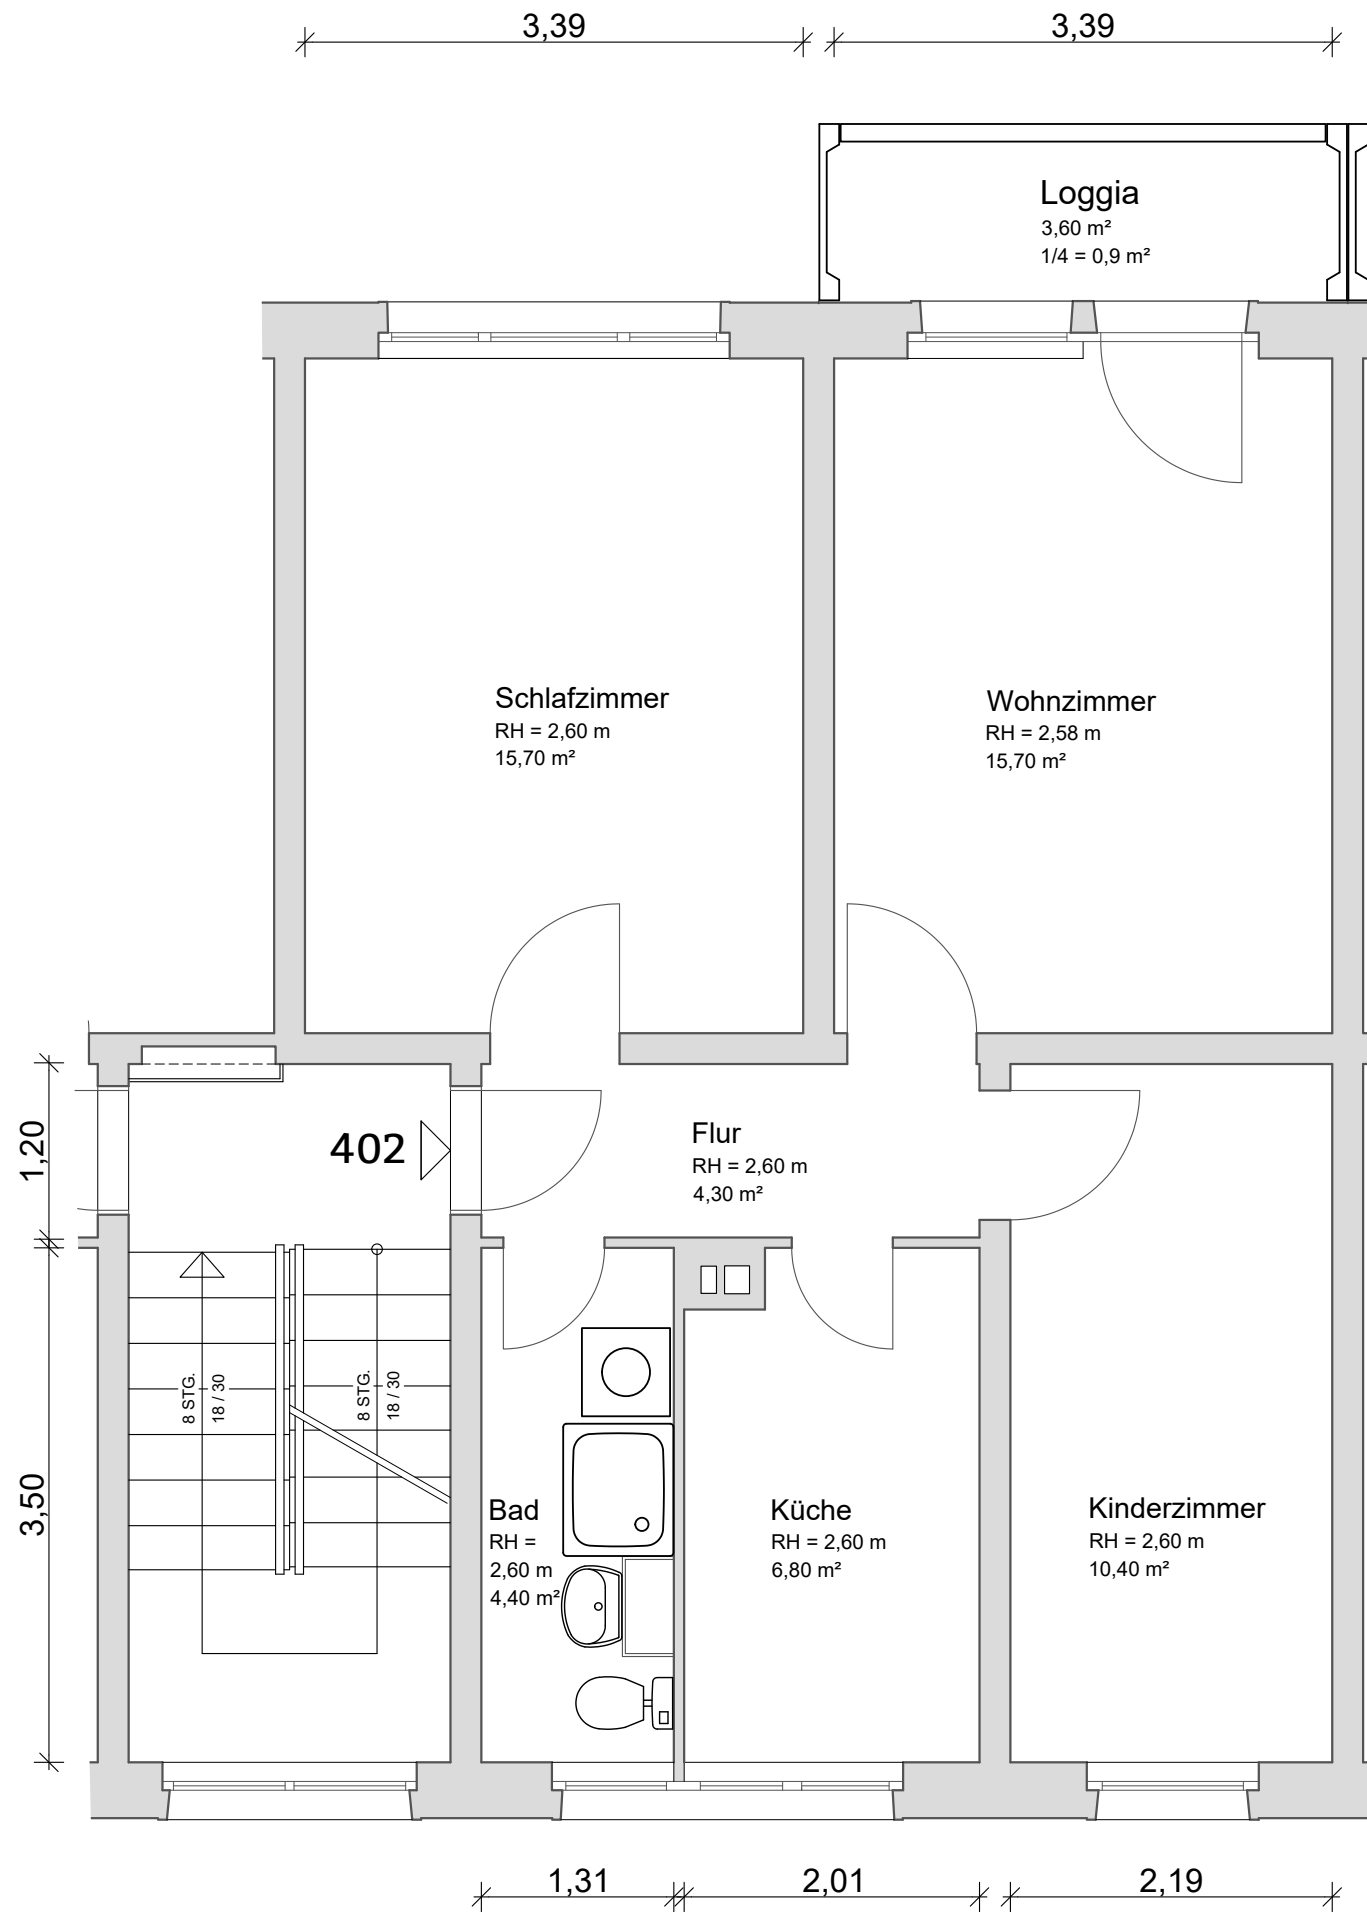 3,39
3,39
Loggia
3,60 m²
1/4 = 0,9 m²
Schlafzimmer
RH = 2,60 m
15,70 m²
Wohnzimmer
RH = 2,58 m
15,70 m²
1,20
402
Flur
RH = 2,60 m
4,30 m²
8 STG.
18 / 30
8 STG.
18 / 30
3,50
Bad
RH =
2,60 m
4,40 m²
Küche
RH = 2,60 m
6,80 m²
Kinderzimmer
RH = 2,60 m
10,40 m²
1,31
2,01
2,19